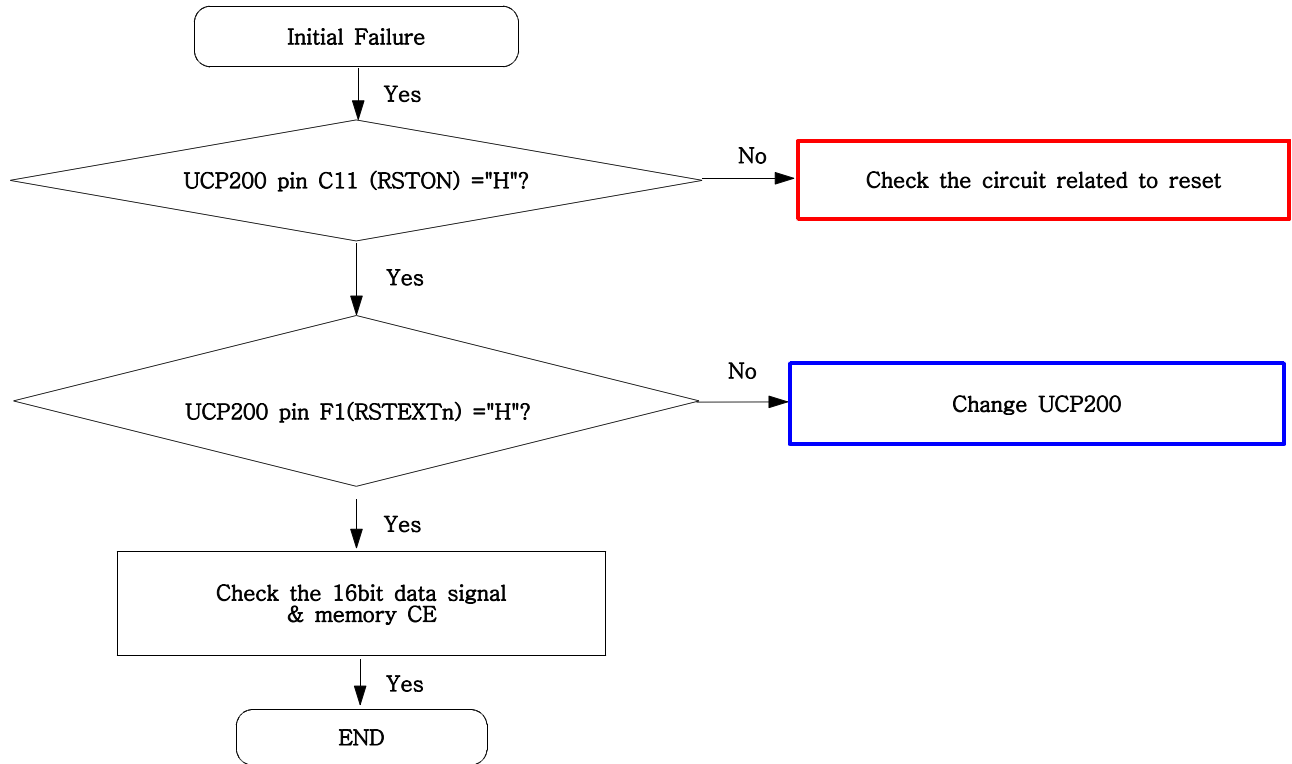 Initial Failure
Yes
UCP200 pin C11 (RSTON) ="H"?
No
Check the circuit related to reset
Yes
UCP200 pin F1(RSTEXTn) ="H"?
No
Change UCP200
Yes
Check the 16bit data signal
& memory CE
Yes
END